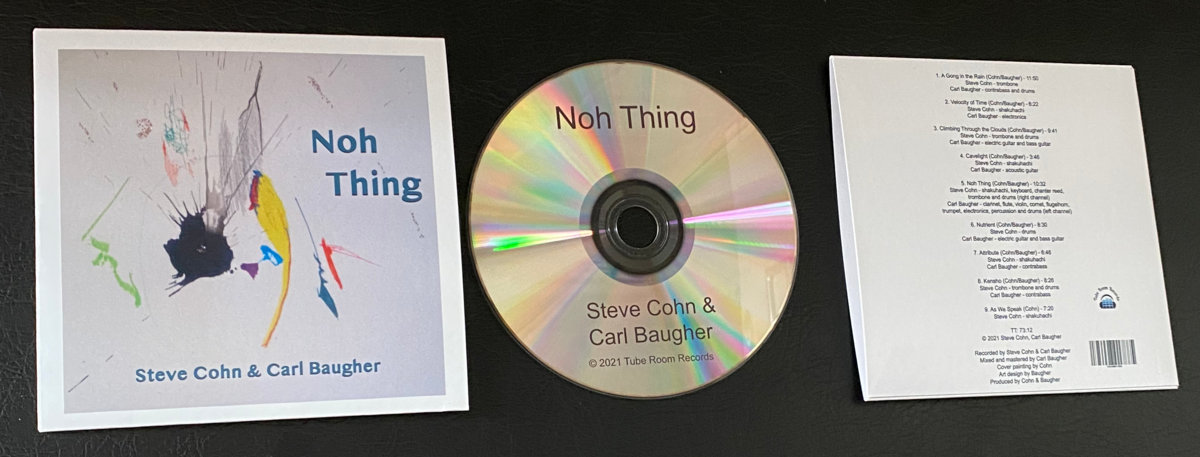 Noh
Thing
Steve Cohn & Carl Baugher
Noh Thing
Steve Cohn &
Carl Baugher
© 2021 Tube Room Records
1. A Gong in the Rain (Cohn/Baugher) - 11:50
Steve Cohn - trombone
Carl Baugher - contrabass and drums
2. Velocity of Time (Cohn/Baugher) - 8:22
Steve Cohn - shakuhachi
Carl Baugher - electronics
3. Climbing Through the Clouds (Cohn/Baugher) - 9:41
Steve Cohn - trombone and drums
Carl Baugher - electric guitar and bass guitar
4. Cavelight (Cohn/Baugher) - 3:46
Steve Cohn - shakuhachi
Carl Baugher - acoustic guitar
5. Noh Thing (Cohn/Baugher) - 10:32
Steve Cohn - shakuhachi, keyboard, chanter reed,
trombone and drums (right channel)
Carl Baugher - clarinet, flute, violin, cornet, flugelhorn,
trumpet, electronics, percussion and drums (left channel)
6. Nutrient (Cohn/Baugher) - 8:30
Steve Cohn - drums
Carl Baugher - electric guitar and bass guitar
7. Attribute (Cohn/Baugher) - 6:46
Steve Cohn - shakuhachi
Carl Baugher - contrabass
8. Kensho (Cohn/Baugher) - 6:26
Steve Cohn - trombone and drums
Carl Baugher - contrabass
9. As We Speak (Cohn) - 7:20
Steve Cohn - shakuhachi
TT: 73:12
© 2021 Steve Cohn, Carl Baugher
Recorded by Steve Cohn & Carl Baugher
Mixed and mastered by Carl Baugher
Cover painting by Cohn
Art design by Baugher
Produced by Cohn & Baugher
Tube Room Records